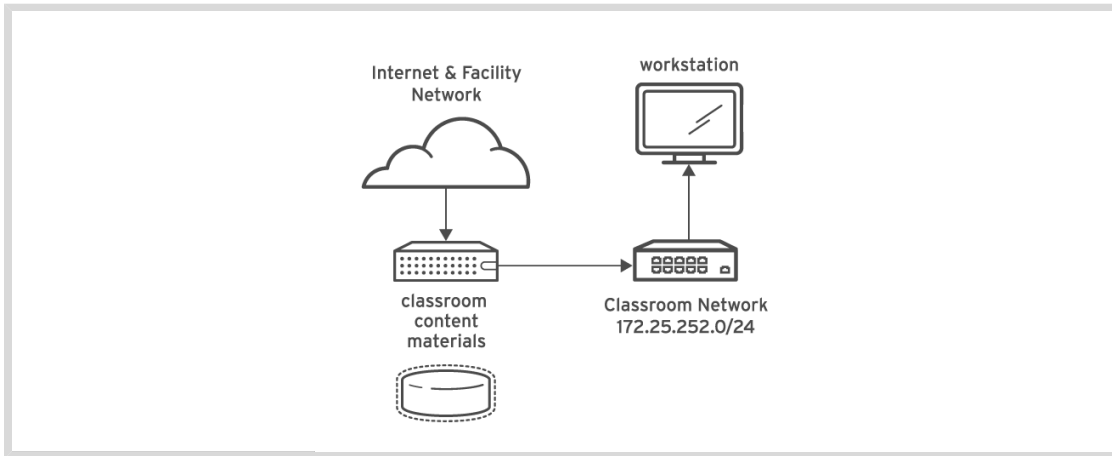 Internet & Facility
Network
workstation
classroom
content
materials
Classroom Network
172.25.252.0/24